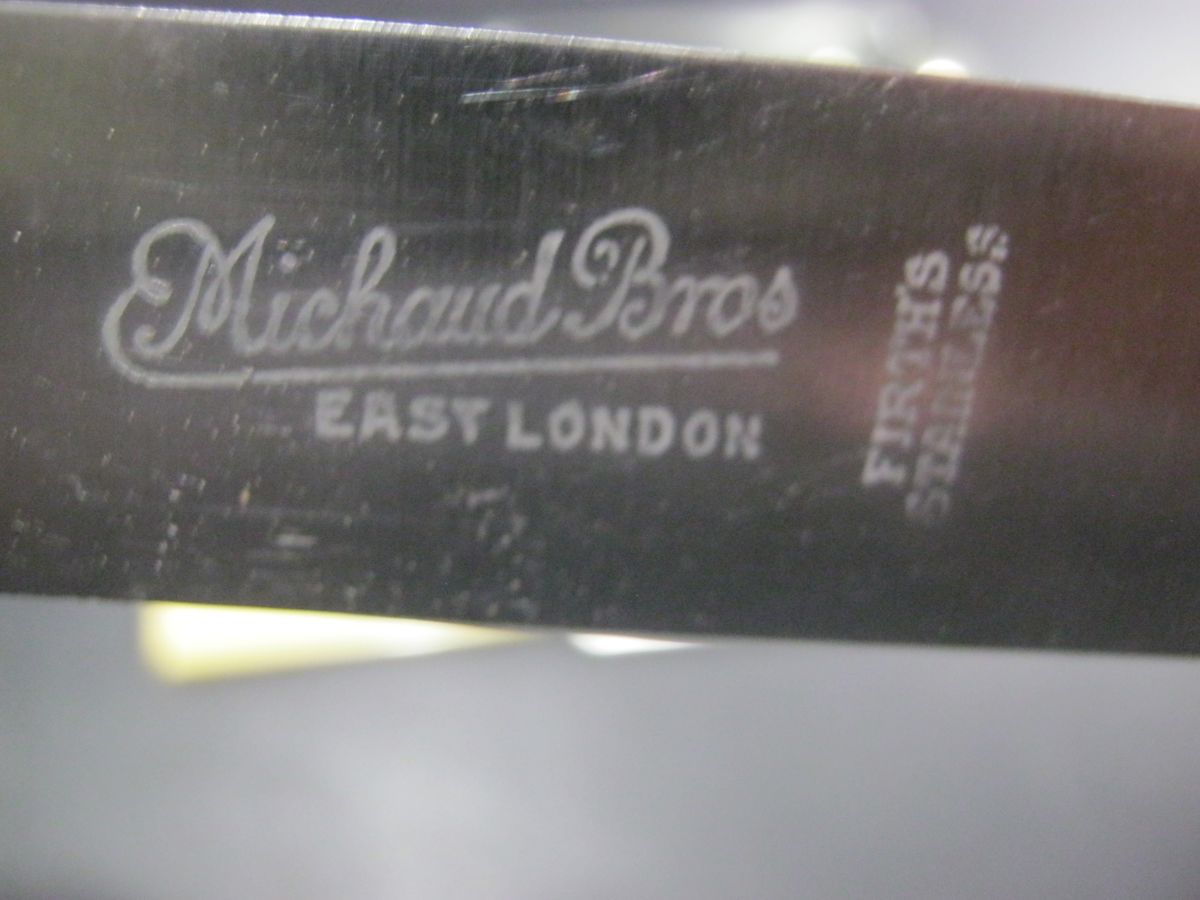 Michaud Bros
EAST LONDON
FIRTH'S
STAINLESS